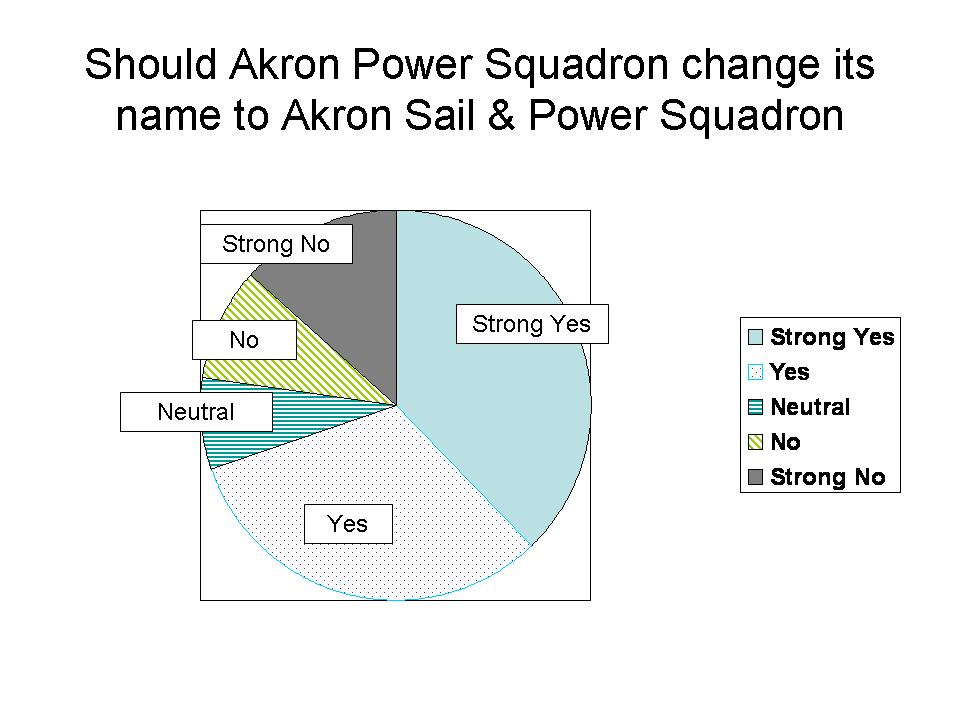 Should Akron Power Squadron change its
name to Akron Sail & Power Squadron
Strong No
Strong Yes
No
Neutral
Yes
Strong Yes
Yes
Neutral
No
Strong No